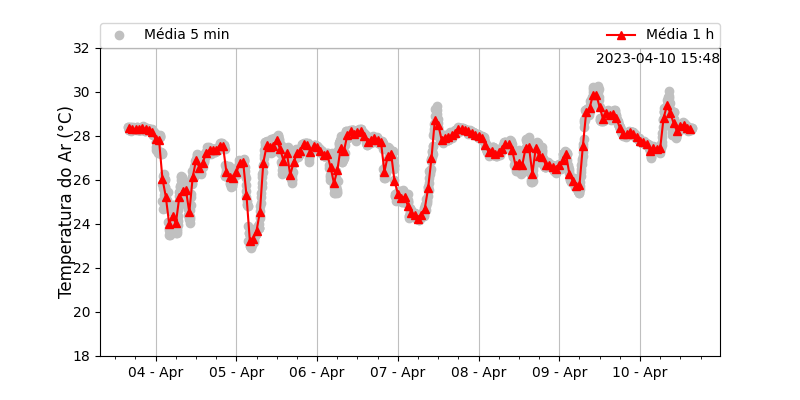 Média 5 min
Média 1 h
2023-04-10 15:48
Temperatura do Ar (°C)
32
30
28
26
24
22
20
18
04 - Apr
05 - Apr
06 - Apr
07 - Apr
08 - Apr
09 - Apr
10 - Apr